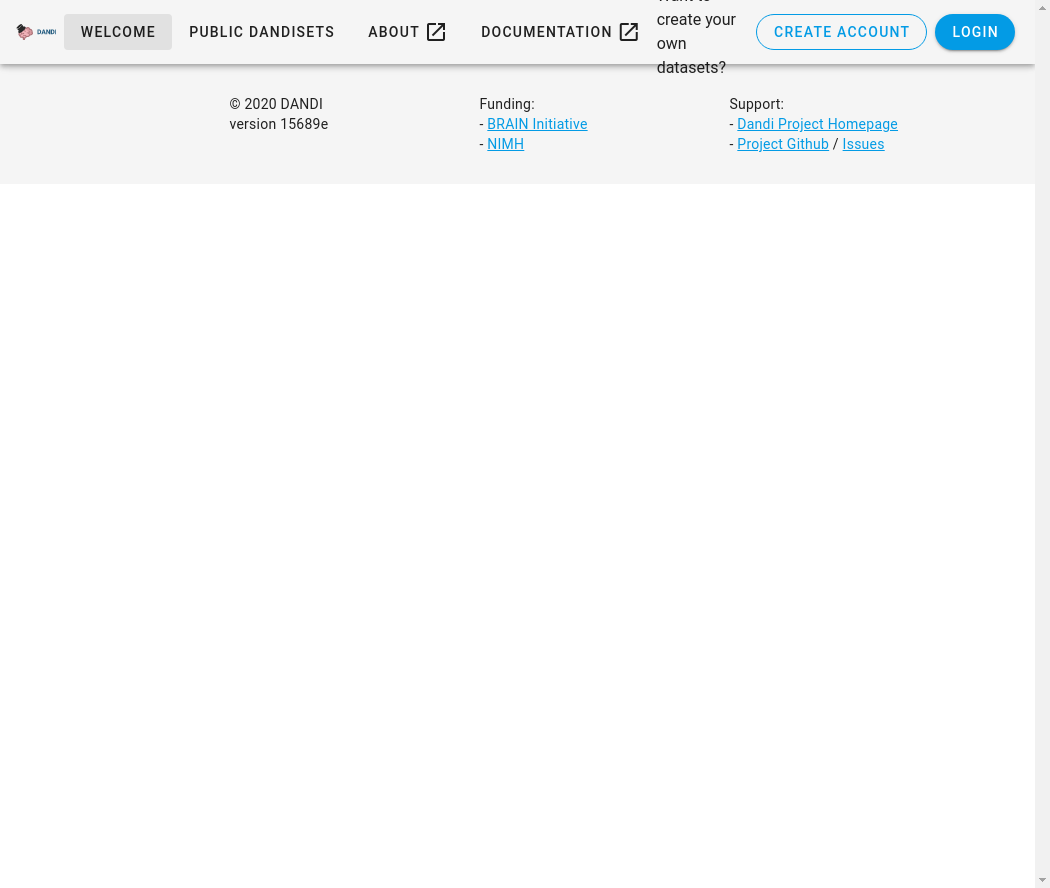 DANDI
WELCOME
PUBLIC DANDISETS
ABOUT
DOCUMENTATION
create your
own
datasets?
CREATE ACCOUNT
LOGIN
© 2020 DANDI
version 15689e
Funding:
- BRAIN Initiative
- NIMH
Support:
- Dandi Project Homepage
- Project Github / Issues